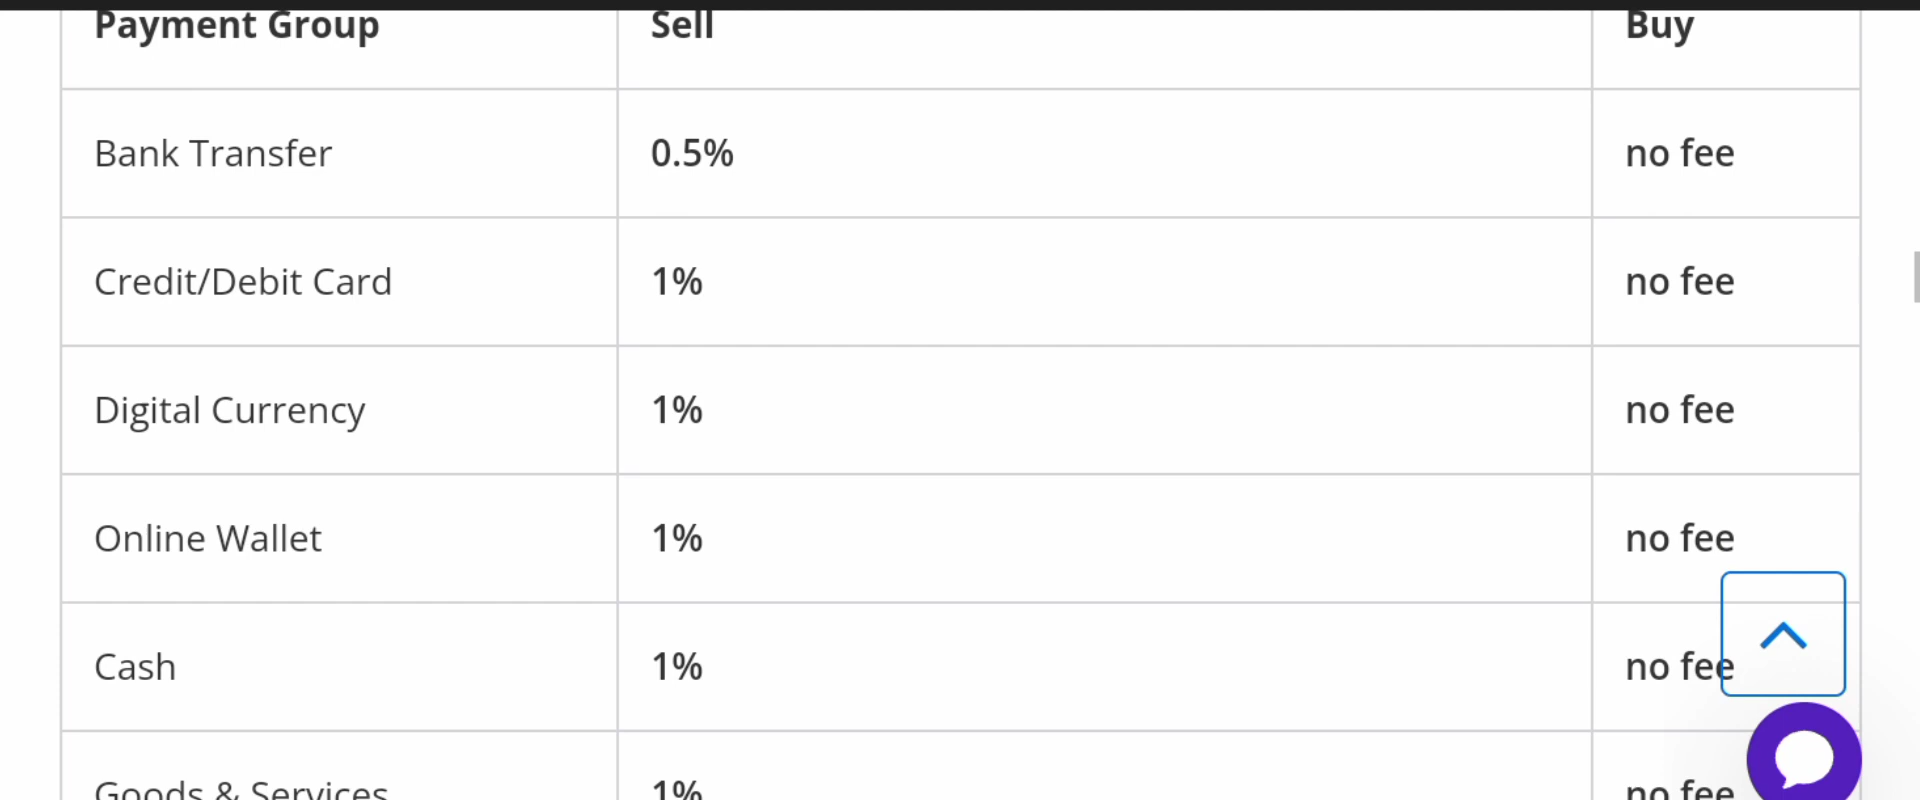 Payment Group Sell Buy
Bank Transfer 0.5% no fee
Credit/Debit Card 1% no fee
Digital Currency 1% no fee
Online Wallet 1% no fee
Cash 1% no fee
Goods & Services 1% no fee